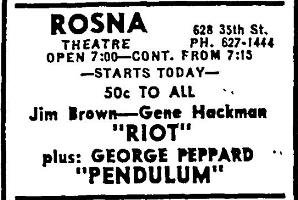 ROSNA
628 35th St.
THEATRE PH. 627-1444
OPEN 7:00—CONT. FROM 7:15
—STARTS TODAY—
50c TO ALL
Jim Brown—Gene Hackman
"RIOT"
plus: GEORGE PEPPARD
"PENDULUM"